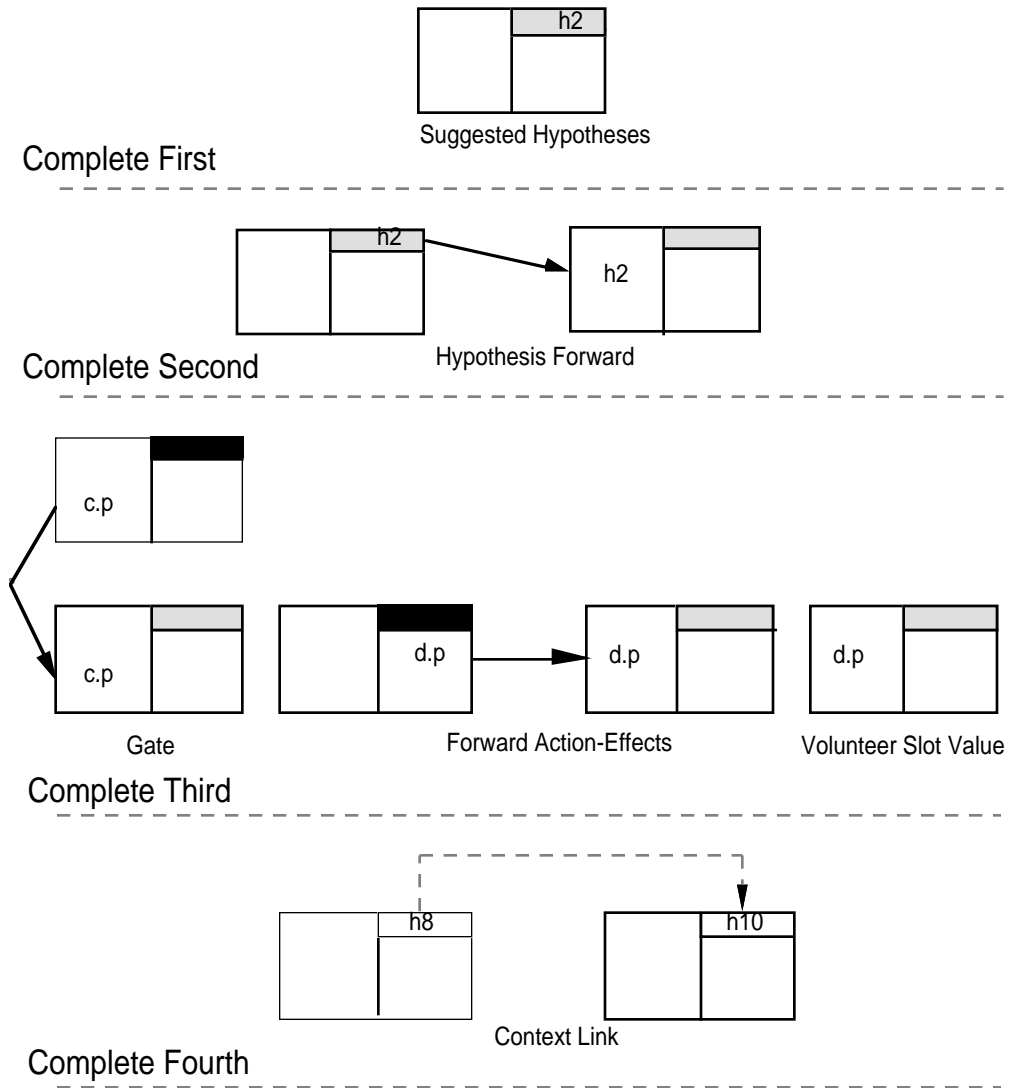 h2
Suggested Hypotheses
Complete First
h2
h2
Hypothesis Forward
Complete Second
c.p
c.p
d.p
d.p
d.p
Gate
Forward Action-Effects
Volunteer Slot Value
Complete Third
h8
h10
Context Link
Complete Fourth